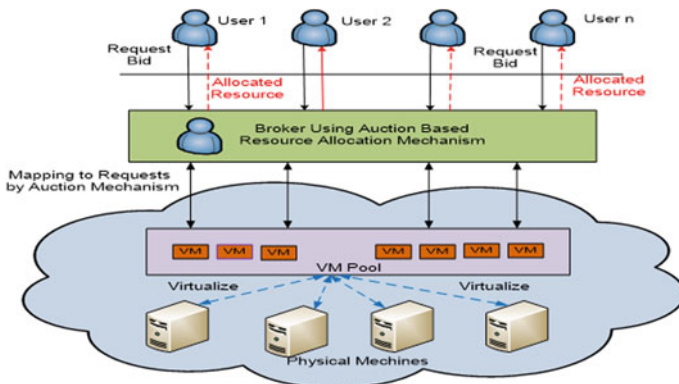 User 1
User 2
User n
Request
Bid
Request
Bid
Allocated
Resource
Allocated
Resource
Broker Using Auction Based
Resource Allocation Mechanism
Mapping to Requests
by Auction Mechanism
VM
VM
VM
VM
VM
VM
VM
VM Pool
Virtualize
Virtualize
Physical Mechines